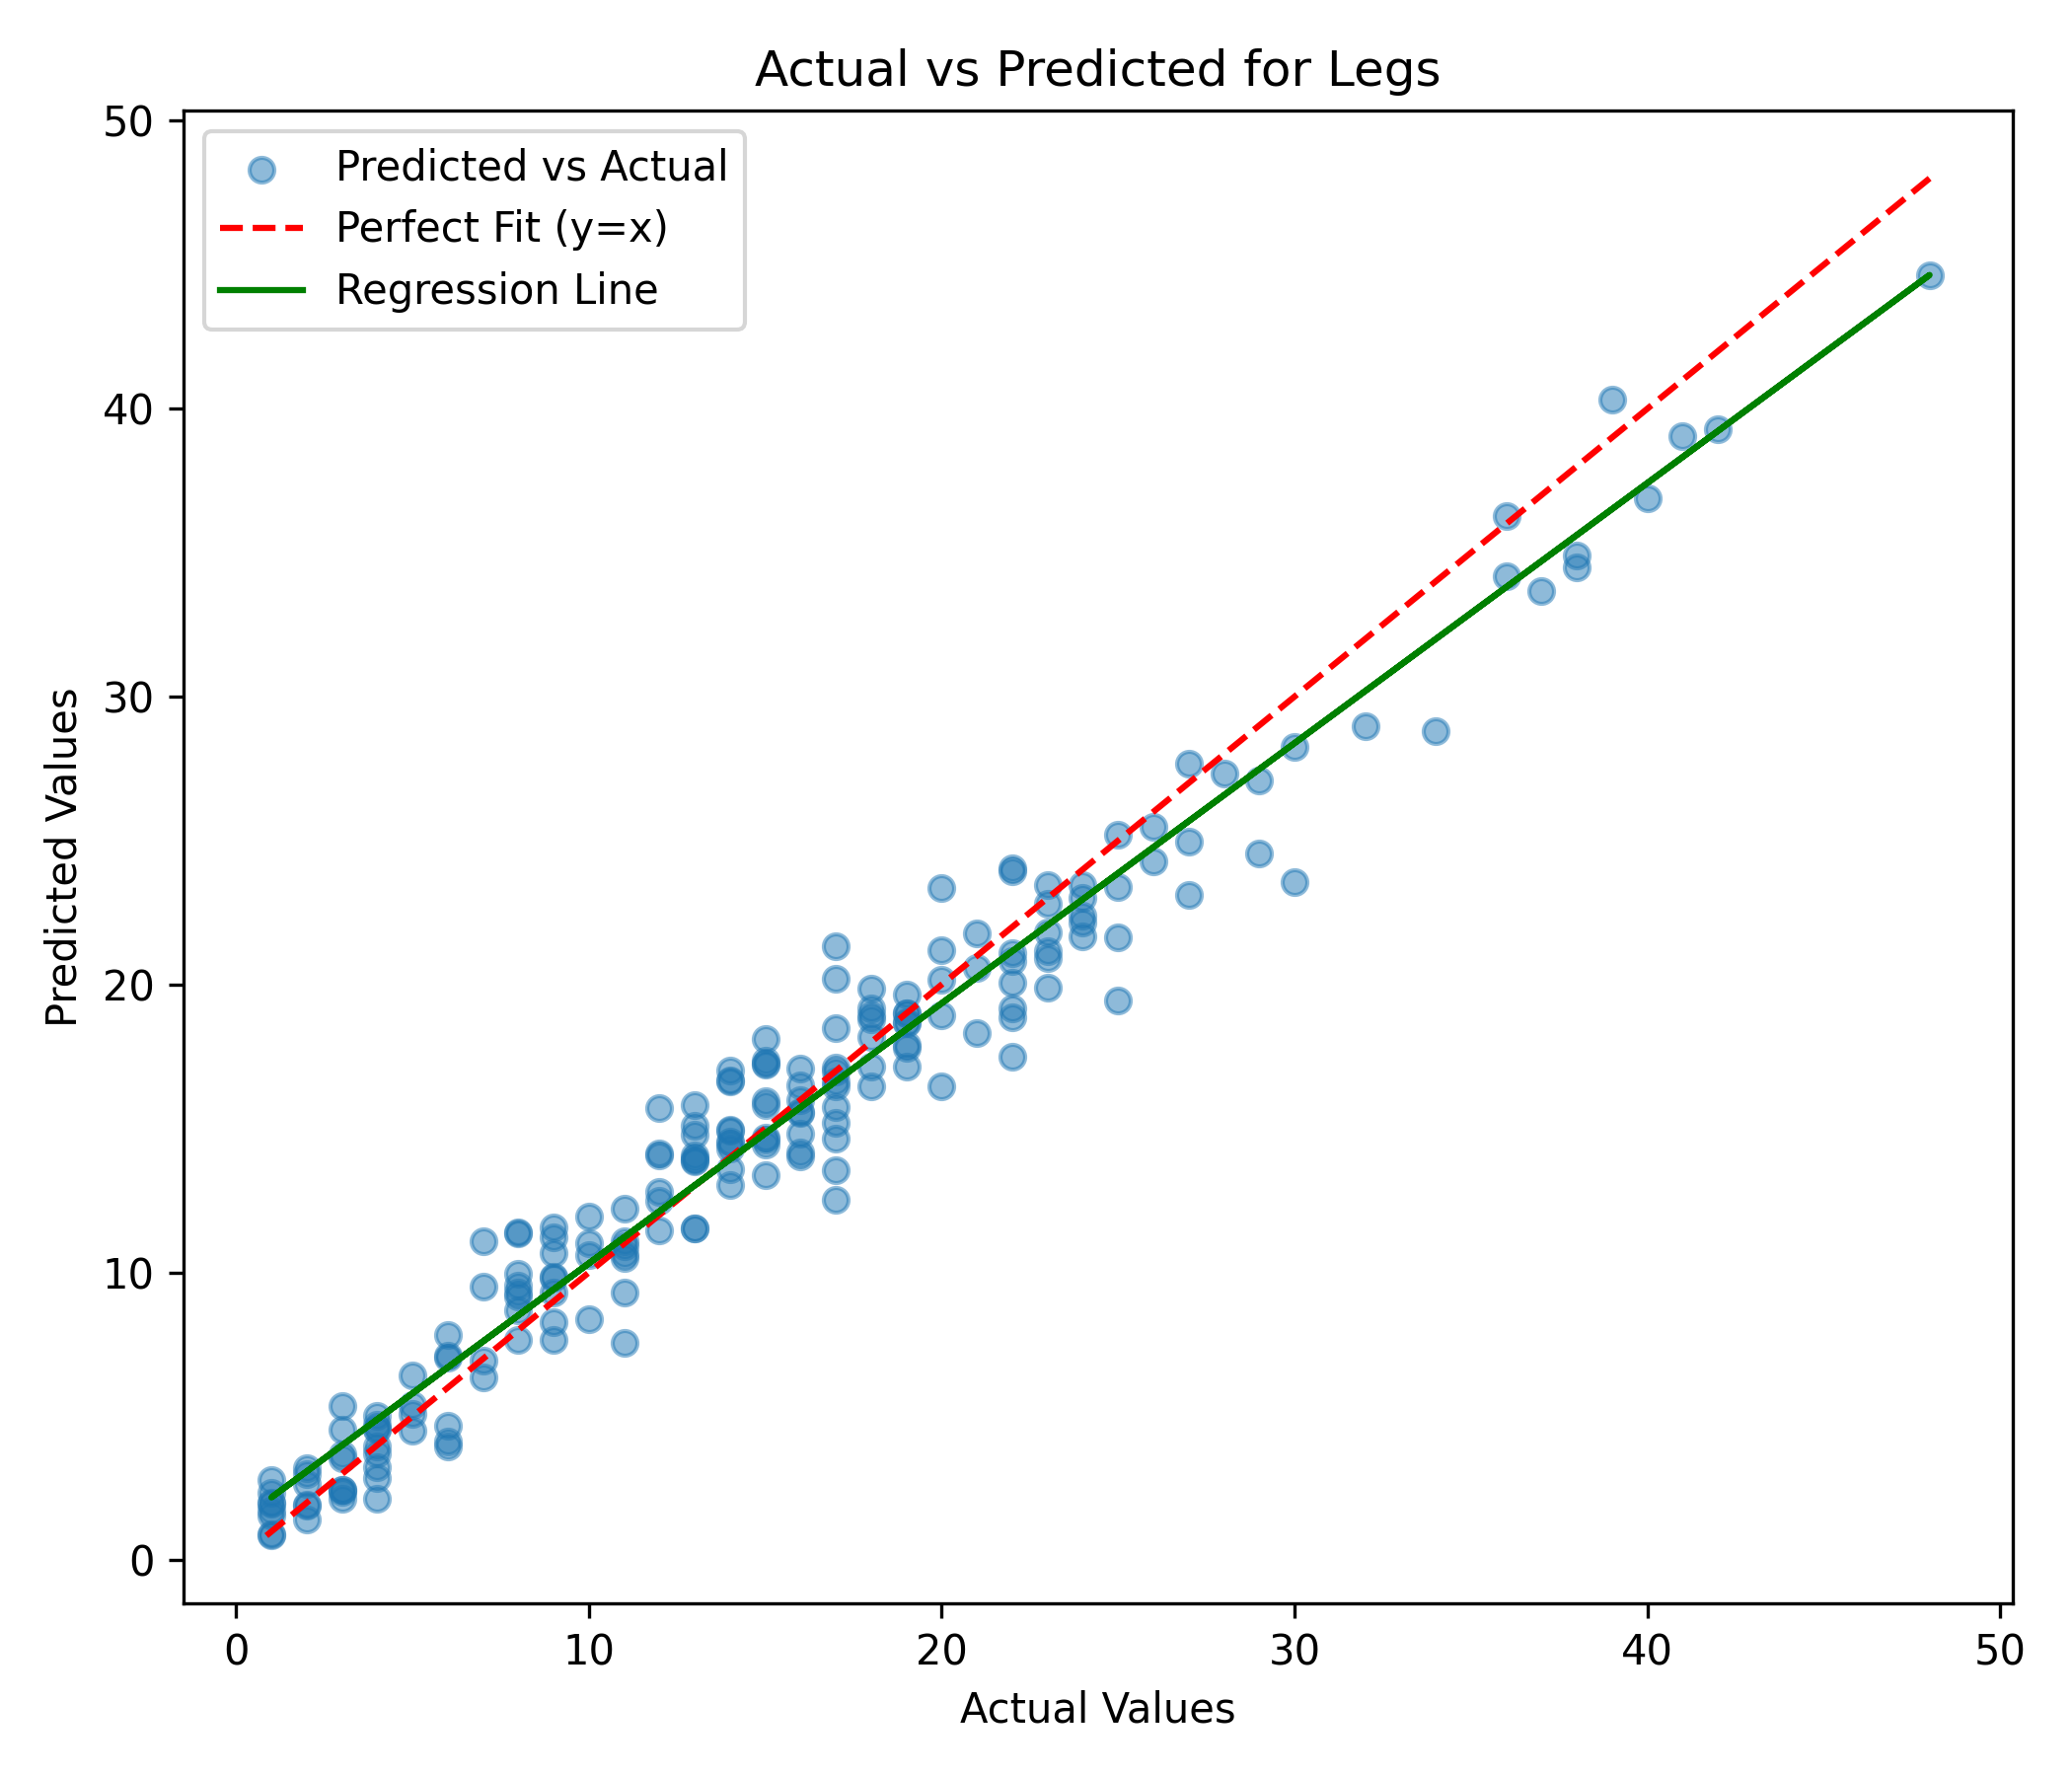 Actual vs Predicted for Legs
50
40
30
20
10
0
Predicted Values
Predicted vs Actual
Perfect Fit (y=x)
Regression Line
0 10 20 30 40 50
Actual Values